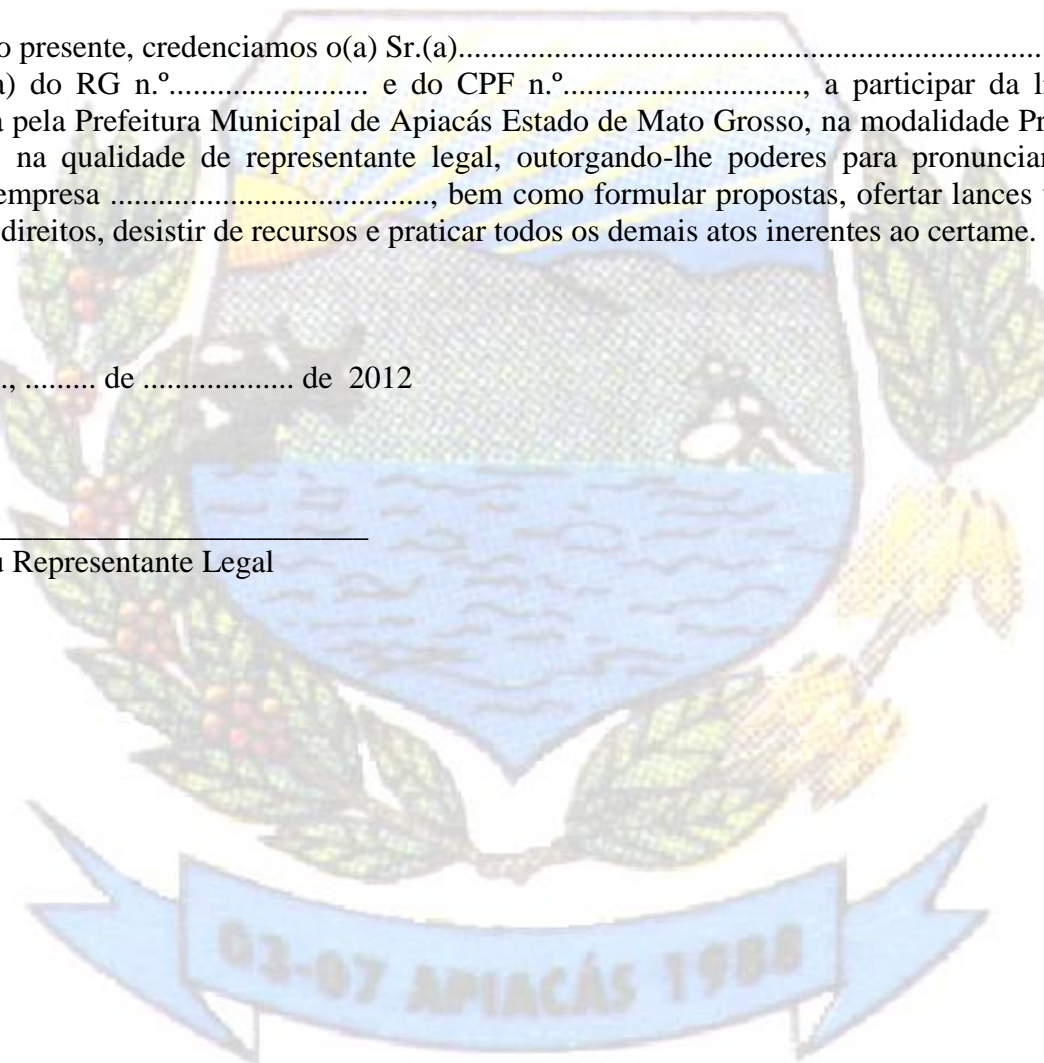 o presente, credenciamos o(a) Sr.(a)..........................................................................................
a) do RG n.º........................ e do CPF n.º............................., a participar da l
a pela Prefeitura Municipal de Apiacás Estado de Mato Grosso, na modalidade Pr
na qualidade de representante legal, outorgando-lhe poderes para pronunciar
empresa ......................................., bem como formular propostas, ofertar lances
direitos, desistir de recursos e praticar todos os demais atos inerentes ao certame.
.., ......... de .................. de 2012
_______________________
Representante Legal
03-07 APIACÁS 1988